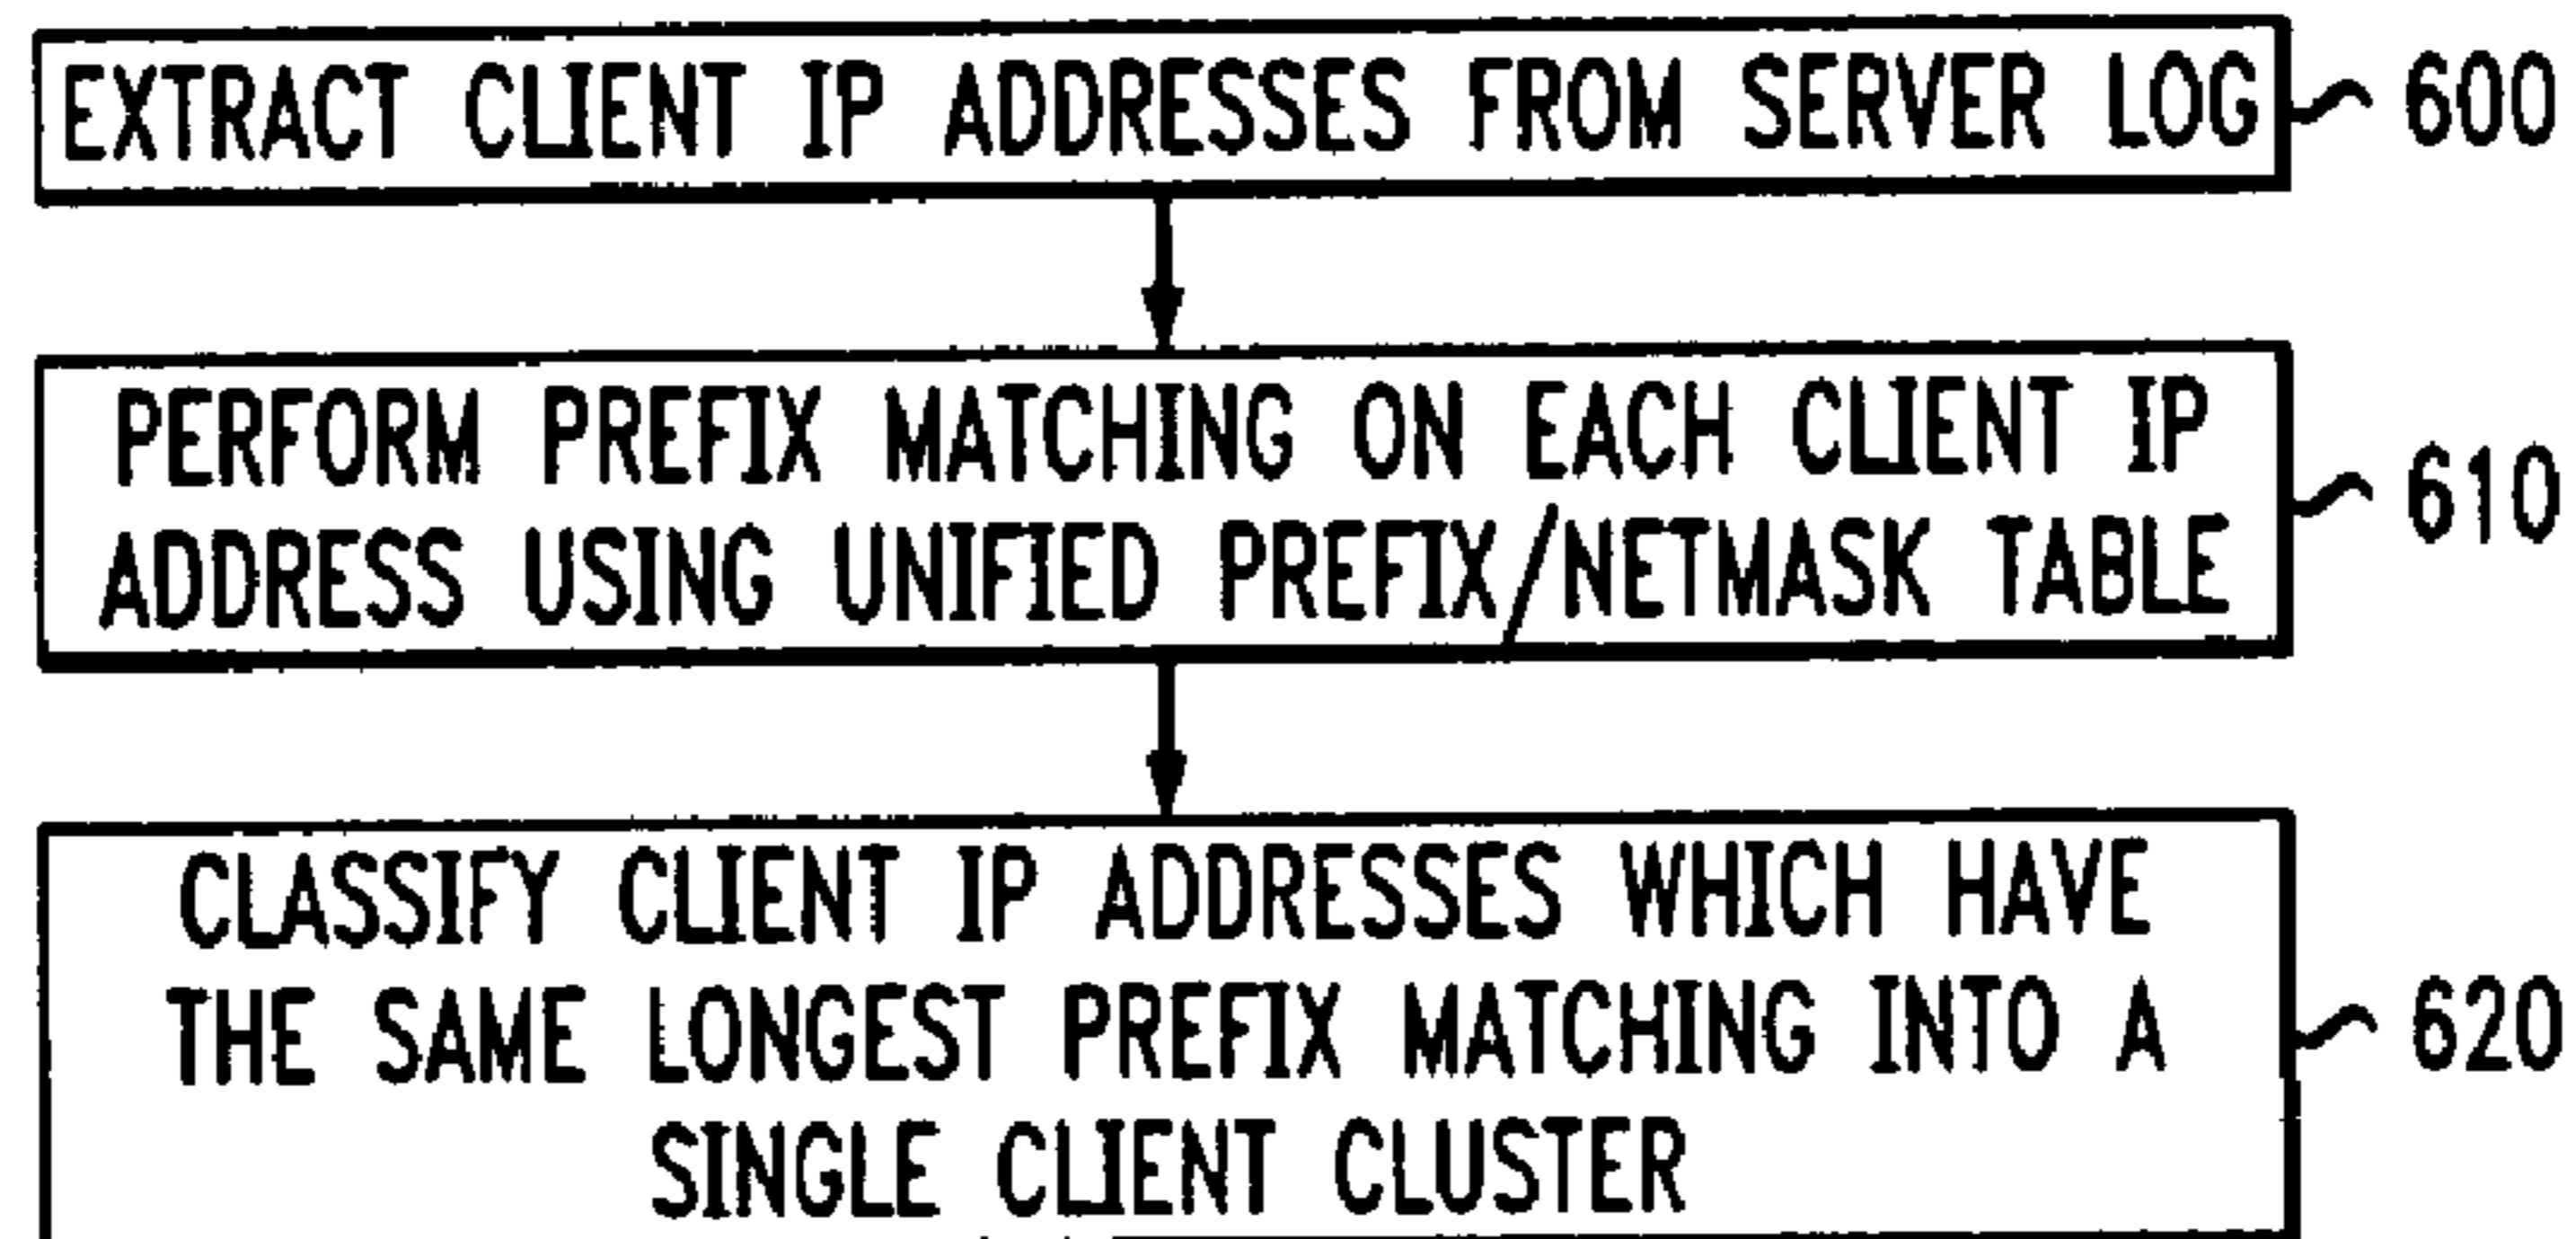 EXTRACT CLIENT IP ADDRESSES FROM SERVER LOG 600
PERFORM PREFIX MATCHING ON EACH CLIENT IP
ADDRESS USING UNIFIED PREFIX/NETMASK TABLE
610
CLASSIFY CLIENT IP ADDRESSES WHICH HAVE
THE SAME LONGEST PREFIX MATCHING INTO A
SINGLE CLIENT CLUSTER
620